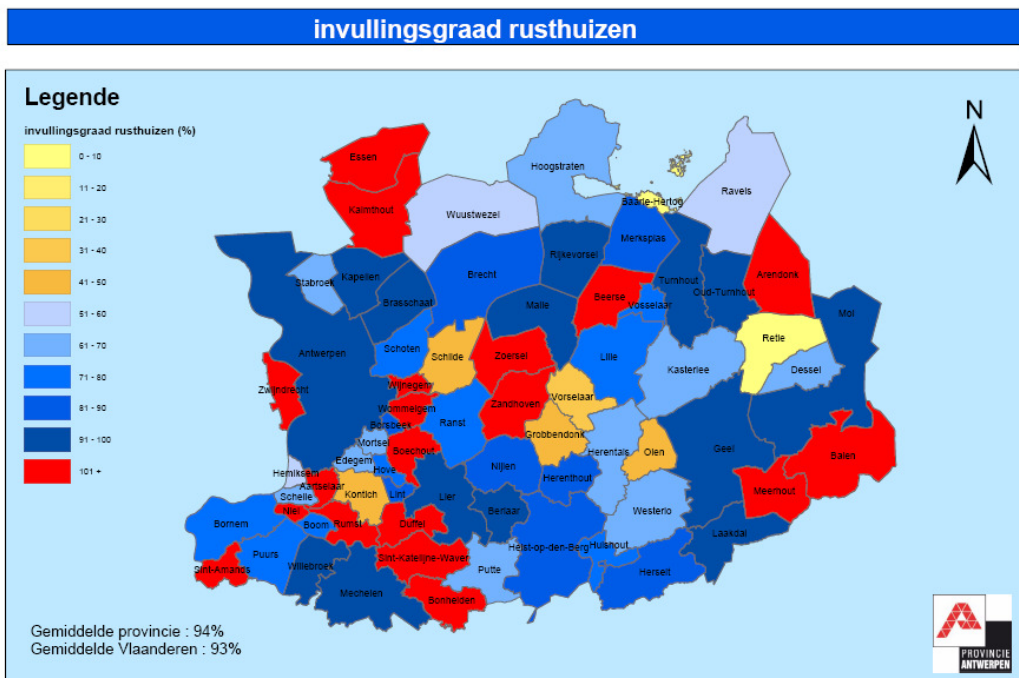 invullingsgraad rusthuizen
Legende
invullingsgraad rusthuizen (%)
0 - 10
11 - 20
21 - 30
31 - 40
41 - 50
51 - 60
61 - 70
71 - 80
81 - 90
91 - 100
101 +
N
Essen
Kalmthout
Wuustwezel
Hoogstraten
Baarle-Hertog
Ravels
Merksplas
Rijkevorsel
Turnhout
Oud-Turnhout
Arendonk
Stabroek
Kapellen
Brasschaat
Brecht
Malle
Beerse
Vosselaar
Mol
Retie
Dessel
Antwerpen
Schoten
Schilde
Zoersel
Lille
Kasterlee
Zwijndrecht
Wijnegem
Wommelgem
Borsbeek
Ranst
Zandhoven
Vorselaar
Grobbendonk
Mortsel
Edegem
Boechout
Hove
Herentals
Olen
Geel
Balen
Meerhout
Hemiksem
Aartselaar
Schelle
Kontich
Lint
Lier
Nijlen
Herenthout
Berlaar
Westerlo
Laakdal
Niel
Boom
Rumst
Duffel
Bornem
Puurs
Sint-Amands
Willebroek
Mechelen
Sint-Katelijne-Waver
Bonheiden
Putte
Heist-op-den-Berg
Hulshout
Herselt
Gemiddelde provincie : 94%
Gemiddelde Vlaanderen : 93%
PROVINCIE
ANTWERPEN